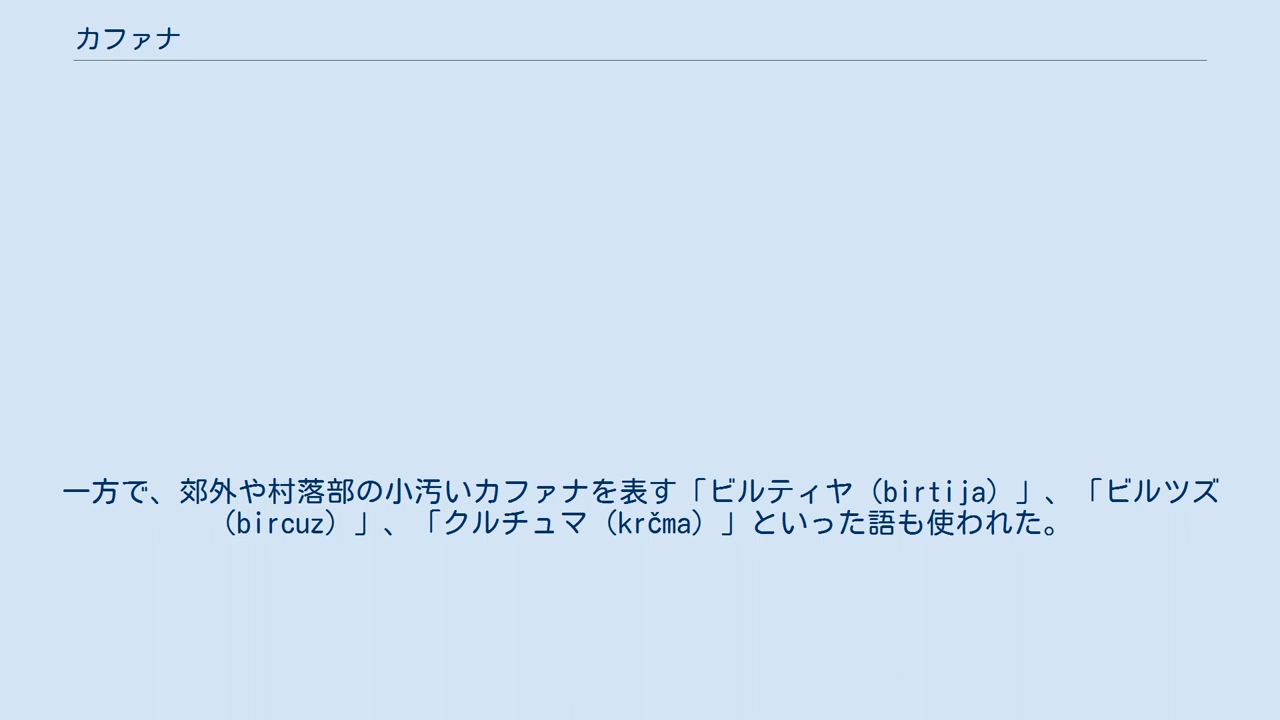 カファナ
一方で、郊外や村落部の小汚いカファナを表す「ビルティヤ（birtija）」、「ビルツズ
（bircuz）」、「クルチュマ（krčma）」といった語も使われた。